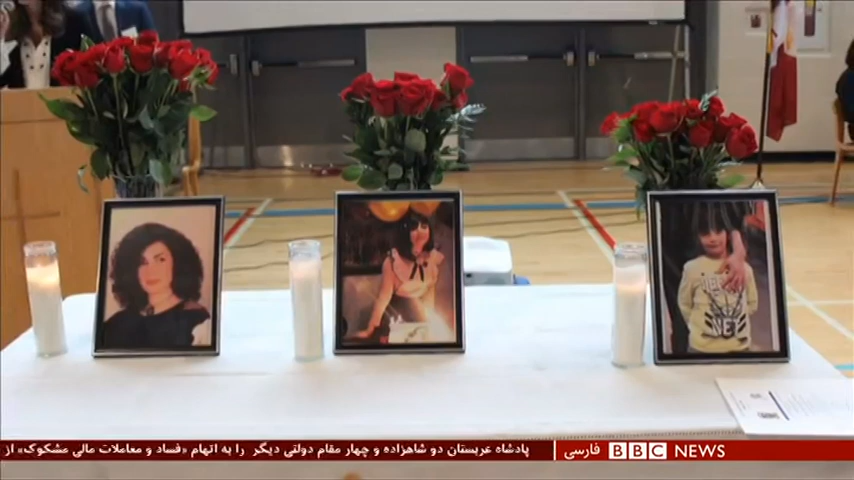 پادشاه عربستان دو شاهزاده و چهار مقام دولتی دیگر را به اتهام «فساد و معاملات مالی مشکوک» از
فارسی BBC NEWS